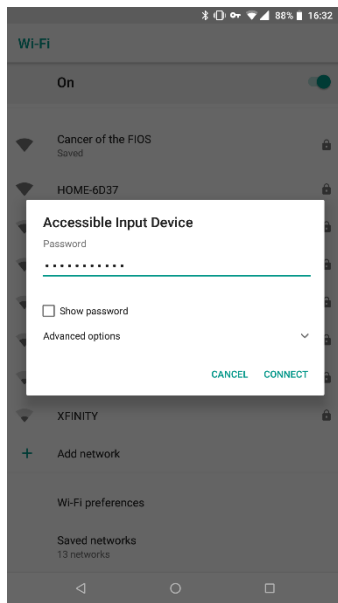 88% 16:32
Wi-Fi
On
Cancer of the FIOS
Saved
HOME-6D37
Accessible Input Device
Password
•••••••••••
Show password
Advanced options
CANCEL CONNECT
XFINITY
+ Add network
Wi-Fi preferences
Saved networks
13 networks